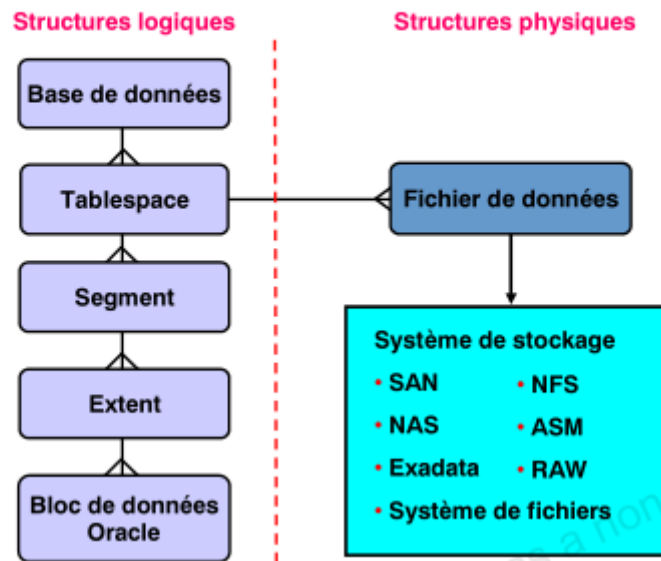 Structures logiques
Structures physiques
Base de données
Tablespace
Fichier de données
Segment
Extent
Bloc de données
Oracle
Système de stockage
• SAN
• NFS
• NAS
• ASM
• Exadata
• RAW
• Système de fichiers